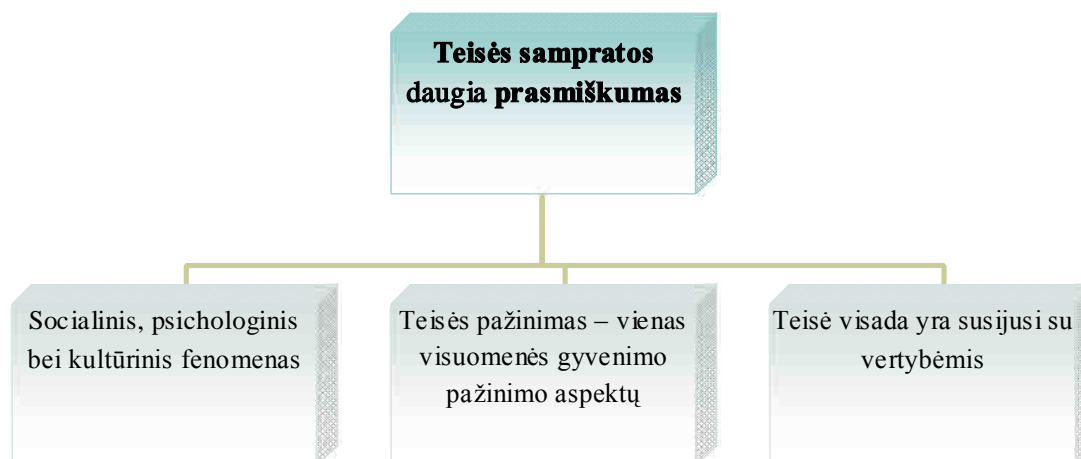 Teisės sampratos
daugia prasmiškumas
Socialinis, psichologinis
bei kultūrinis fenomenas
Teisės pažinimas – vienas
visuomenės gyvenimo
pažinimo aspektų
Teisė visada yra susijusi su
vertybėmis